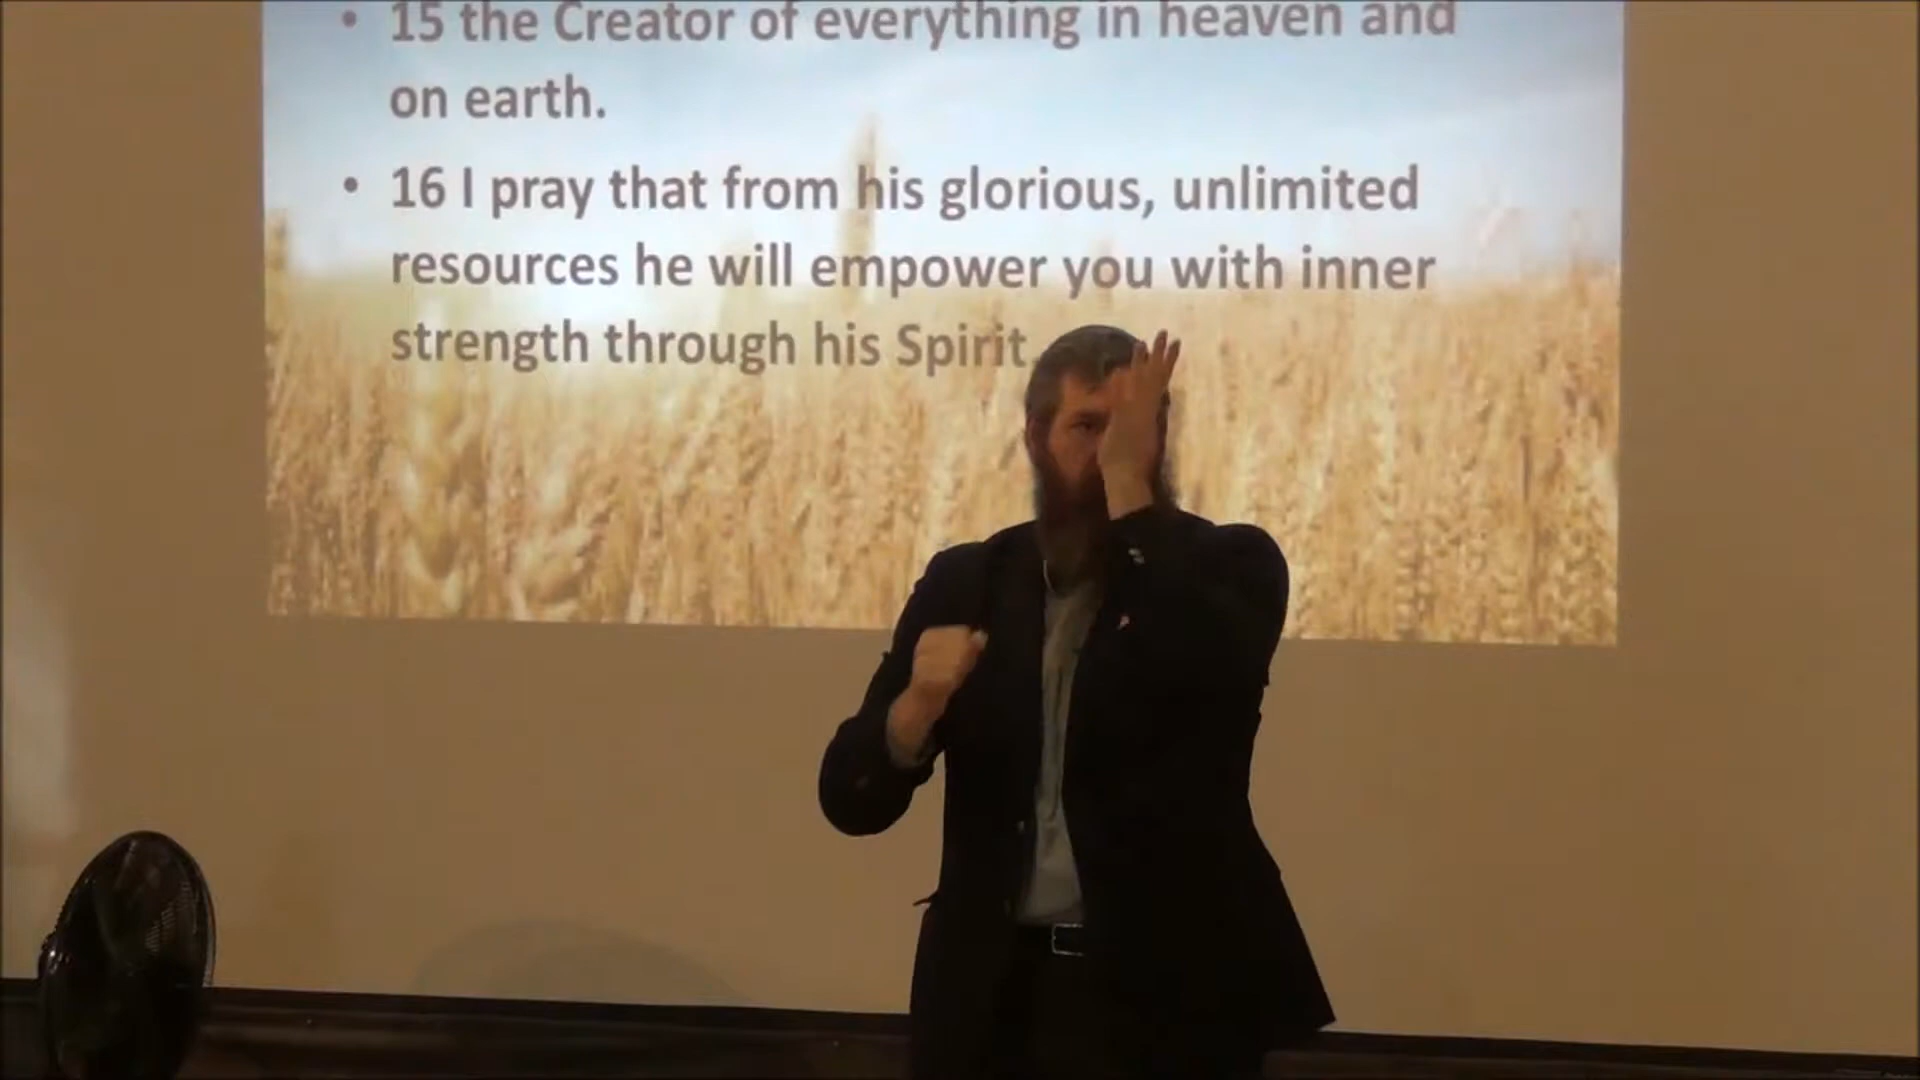 • 15 the Creator of everything in heaven and
on earth.
• 16 I pray that from his glorious, unlimited
resources he will empower you with inner
strength through his Spirit.